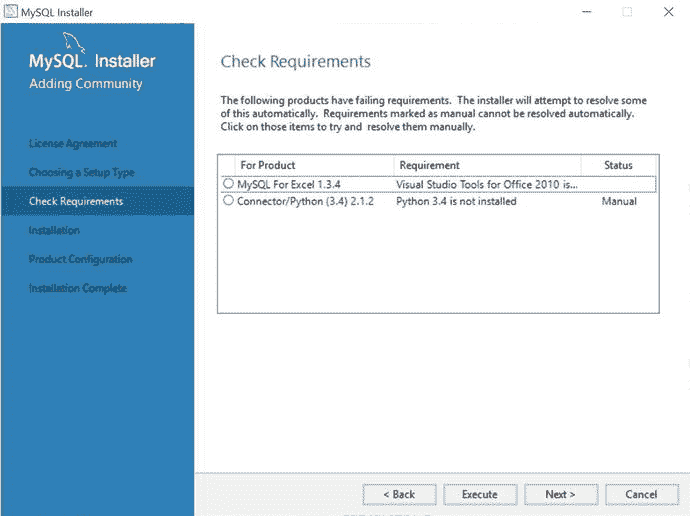 MySQL Installer
MySQL. Installer
Adding Community
License Agreement
Choosing a Setup Type
Check Requirements
Installation
Product Configuration
Installation Complete
Check Requirements
The following products have failing requirements. The installer will attempt to resolve some
of this automatically. Requirements marked as manual cannot be resolved automatically.
Click on those items to try and resolve them manually.
For Product Requirement Status
MySQL For Excel 1.3.4 Visual Studio Tools for Office 2010 is...
Connector/Python (3.4) 2.1.2 Python 3.4 is not installed Manual
< Back Execute Next > Cancel